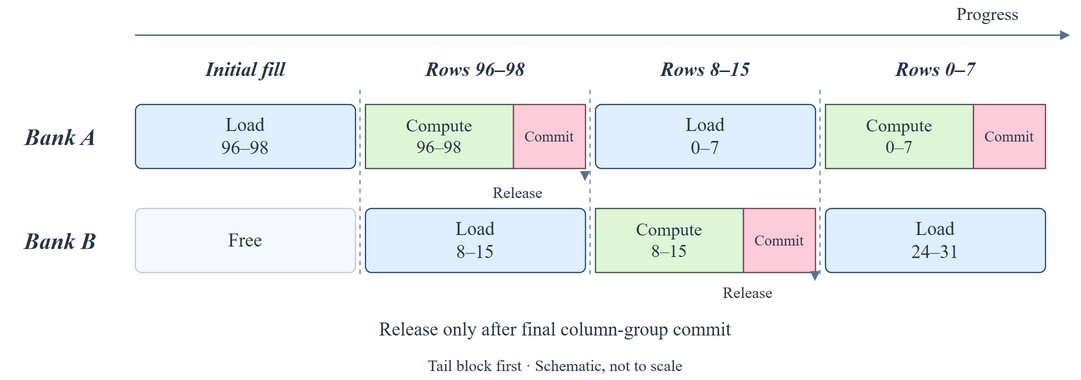 Progress
Initial fill
Rows 96–98
Rows 8–15
Rows 0–7
Bank A
Load
96–98
Compute
96–98
Commit
Load
0–7
Compute
0–7
Commit
Release
Bank B
Free
Load
8–15
Compute
8–15
Commit
Load
24–31
Release
Release only after final column-group commit
Tail block first · Schematic, not to scale